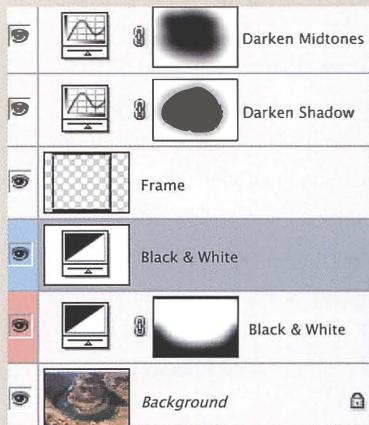 Darken Midtones
Darken Shadow
Frame
Black & White
Black & White
Background